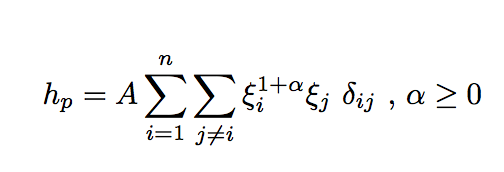 $h_p = A \sum_{i=1}^{n} \sum_{j \neq i} \xi_i^{1+\alpha} \xi_j \ \delta_{ij} \ , \alpha \geq 0$